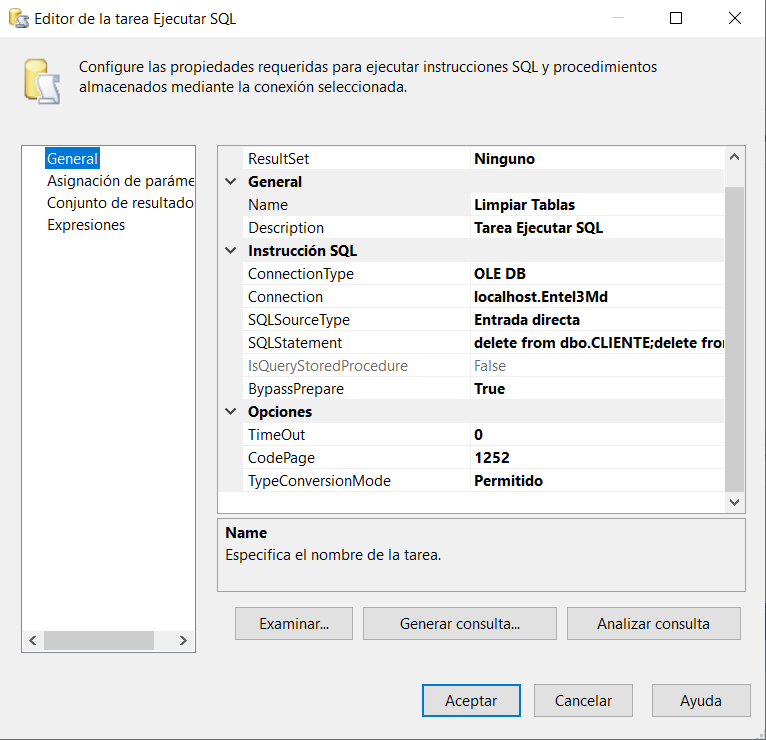 Editor de la tarea Ejecutar SQL
Configure las propiedades requeridas para ejecutar instrucciones SQL y procedimientos
almacenados mediante la conexión seleccionada.
General
Asignación de paráme
Conjunto de resultado
Expresiones
ResultSet Ninguno
General
Name Limpiar Tablas
Description Tarea Ejecutar SQL
Instrucción SQL
ConnectionType OLE DB
Connection localhost.Entel3Md
SQLSourceType Entrada directa
SQLStatement delete from dbo.CLIENTE;delete fro
IsQueryStoredProcedure False
BypassPrepare True
Opciones
TimeOut 0
CodePage 1252
TypeConversionMode Permitido
Name
Especifica el nombre de la tarea.
Examinar... Generar consulta... Analizar consulta
Aceptar Cancelar Ayuda